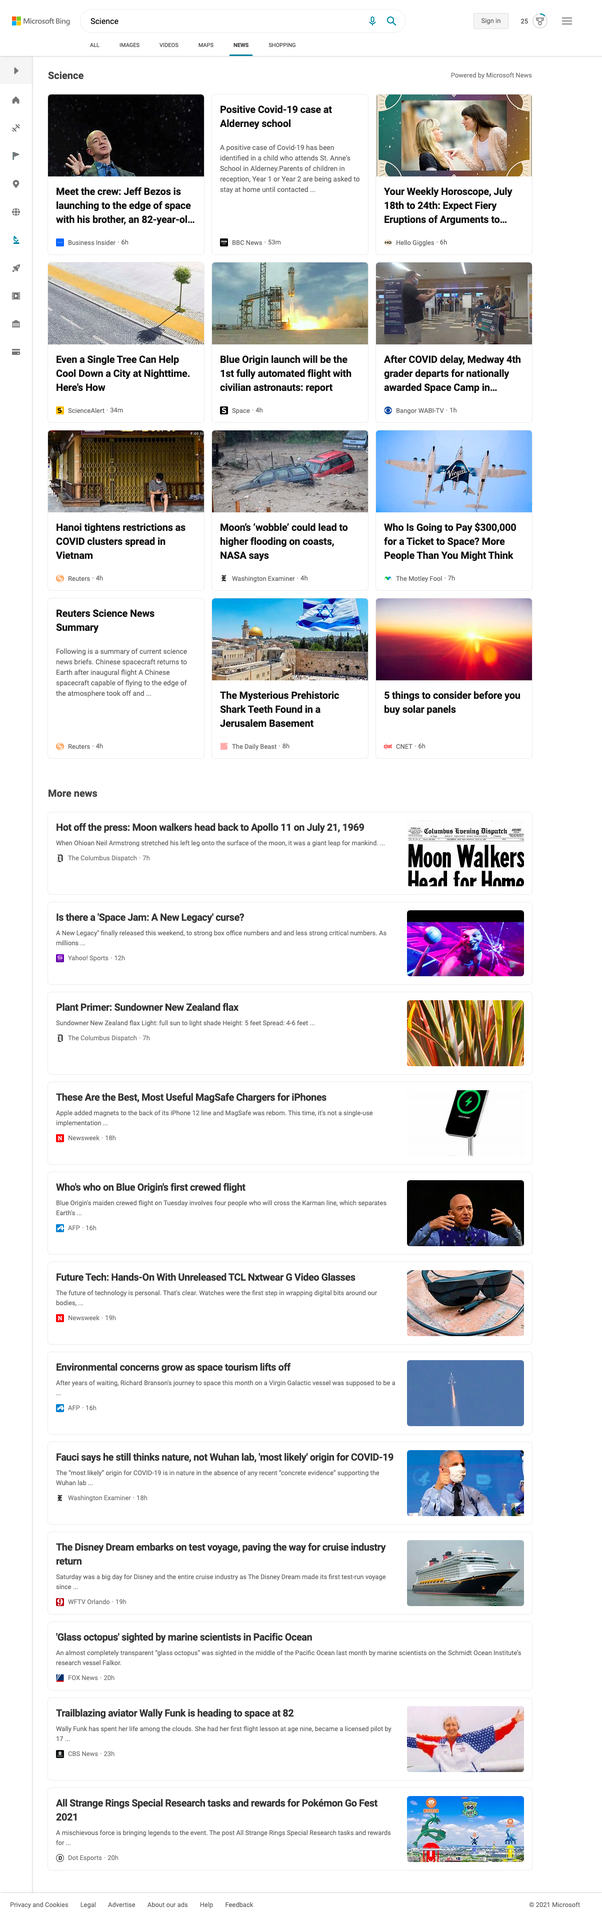 Microsoft Bing
Science
Sign in
25
ALL IMAGES VIDEOS MAPS NEWS SHOPPING
Science
Powered by Microsoft News
Meet the crew: Jeff Bezos is
launching to the edge of space
with his brother, an 82-year-ol...
Business Insider · 6h
Positive Covid-19 case at
Alderney school
A positive case of Covid-19 has been
identified in a child who attends St. Anne's
School in Alderney.Parents of children in
reception, Year 1 or Year 2 are being asked to
stay at home until contacted ...
BBC News · 53m
Your Weekly Horoscope, July
18th to 24th: Expect Fiery
Eruptions of Arguments to...
Hello Giggles · 6h
Even a Single Tree Can Help
Cool Down a City at Nighttime.
Here's How
ScienceAlert · 34m
Blue Origin launch will be the
1st fully automated flight with
civilian astronauts: report
Space · 4h
After COVID delay, Medway 4th
grader departs for nationally
awarded Space Camp in...
Bangor WABI-TV · 1h
Hanoi tightens restrictions as
COVID clusters spread in
Vietnam
Reuters · 4h
Moon's 'wobble' could lead to
higher flooding on coasts,
NASA says
Washington Examiner · 4h
Virgin
Who Is Going to Pay $300,000
for a Ticket to Space? More
People Than You Might Think
The Motley Fool · 7h
Reuters Science News
Summary
Following is a summary of current science
news briefs. Chinese spacecraft returns to
Earth after inaugural flight A Chinese
spacecraft capable of flying to the edge of
the atmosphere took off and ...
Reuters · 4h
The Mysterious Prehistoric
Shark Teeth Found in a
Jerusalem Basement
The Daily Beast · 8h
5 things to consider before you
buy solar panels
CNET · 6h
More news
Hot off the press: Moon walkers head back to Apollo 11 on July 21, 1969
When Ohioan Neil Armstrong stretched his left leg onto the surface of the moon, it was a giant leap for mankind. ...
The Columbus Dispatch · 7h
Columbus Evening Dispatch
Moon Walkers
Head for Home
Is there a 'Space Jam: A New Legacy' curse?
A New Legacy" finally released this weekend, to strong box office numbers and and less strong critical numbers. As
millions ...
Yahoo! Sports · 12h
Plant Primer: Sundowner New Zealand flax
Sundowner New Zealand flax Light: full sun to light shade Height: 5 feet Spread: 4-6 feet ...
The Columbus Dispatch · 7h
These Are the Best, Most Useful MagSafe Chargers for iPhones
Apple added magnets to the back of its iPhone 12 line and MagSafe was reborn. This time, it's not a single-use
implementation ...
Newsweek · 18h
Who's who on Blue Origin's first crewed flight
Blue Origin's maiden crewed flight on Tuesday involves four people who will cross the Karman line, which separates
Earth's ...
AFP · 16h
Future Tech: Hands-On With Unreleased TCL Nxtwear G Video Glasses
The future of technology is personal. That's clear. Watches were the first step in wrapping digital bits around our
bodies, ...
Newsweek · 19h
Environmental concerns grow as space tourism lifts off
After years of waiting, Richard Branson's journey to space this month on a Virgin Galactic vessel was supposed to be a
...
AFP · 16h
Fauci says he still thinks nature, not Wuhan lab, 'most likely' origin for COVID-19
The "most likely" origin for COVID-19 is in nature in the absence of any recent "concrete evidence" supporting the
Wuhan lab ...
Washington Examiner · 18h
The Disney Dream embarks on test voyage, paving the way for cruise industry
return
Saturday was a big day for Disney and the entire cruise industry as The Disney Dream made its first test-run voyage
since ...
WFTV Orlando · 19h
'Glass octopus' sighted by marine scientists in Pacific Ocean
An almost completely transparent "glass octopus" was sighted in the middle of the Pacific Ocean last month by marine scientists on the Schmidt Ocean Institute's
research vessel Falkor.
FOX News · 20h
Trailblazing aviator Wally Funk is heading to space at 82
Wally Funk has spent her life among the clouds. She had her first flight lesson at age nine, became a licensed pilot by
17 ...
CBS News · 23h
All Strange Rings Special Research tasks and rewards for Pokémon Go Fest
2021
A mischievous force is bringing legends to the event. The post All Strange Rings Special Research tasks and rewards
for ...
Dot Esports · 20h
Privacy and Cookies Legal Advertise About our ads Help Feedback
© 2021 Microsoft